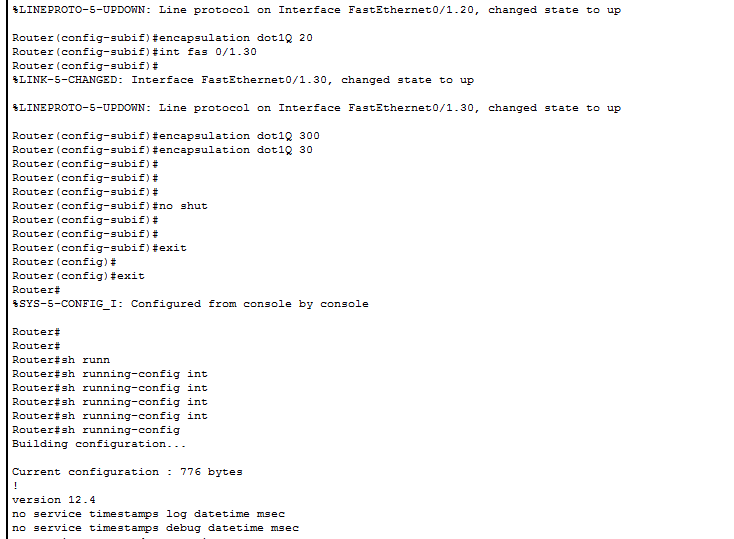 %LINEPROTO-5-UPDOWN: Line protocol on Interface FastEthernet0/1.20, changed state to up
Router(config-subif)#encapsulation dot1Q 20
Router(config-subif)#int fas 0/1.30
Router(config-subif)#
%LINK-5-CHANGED: Interface FastEthernet0/1.30, changed state to up
%LINEPROTO-5-UPDOWN: Line protocol on Interface FastEthernet0/1.30, changed state to up
Router(config-subif)#encapsulation dot1Q 300
Router(config-subif)#encapsulation dot1Q 30
Router(config-subif)#
Router(config-subif)#
Router(config-subif)#
Router(config-subif)#no shut
Router(config-subif)#
Router(config-subif)#
Router(config-subif)#exit
Router(config)#
Router(config)#exit
Router#
%SYS-5-CONFIG_I: Configured from console by console
Router#
Router#
Router#sh runn
Router#sh running-config int
Router#sh running-config int
Router#sh running-config int
Router#sh running-config int
Router#sh running-config
Building configuration...
Current configuration : 776 bytes
!
version 12.4
no service timestamps log datetime msec
no service timestamps debug datetime msec